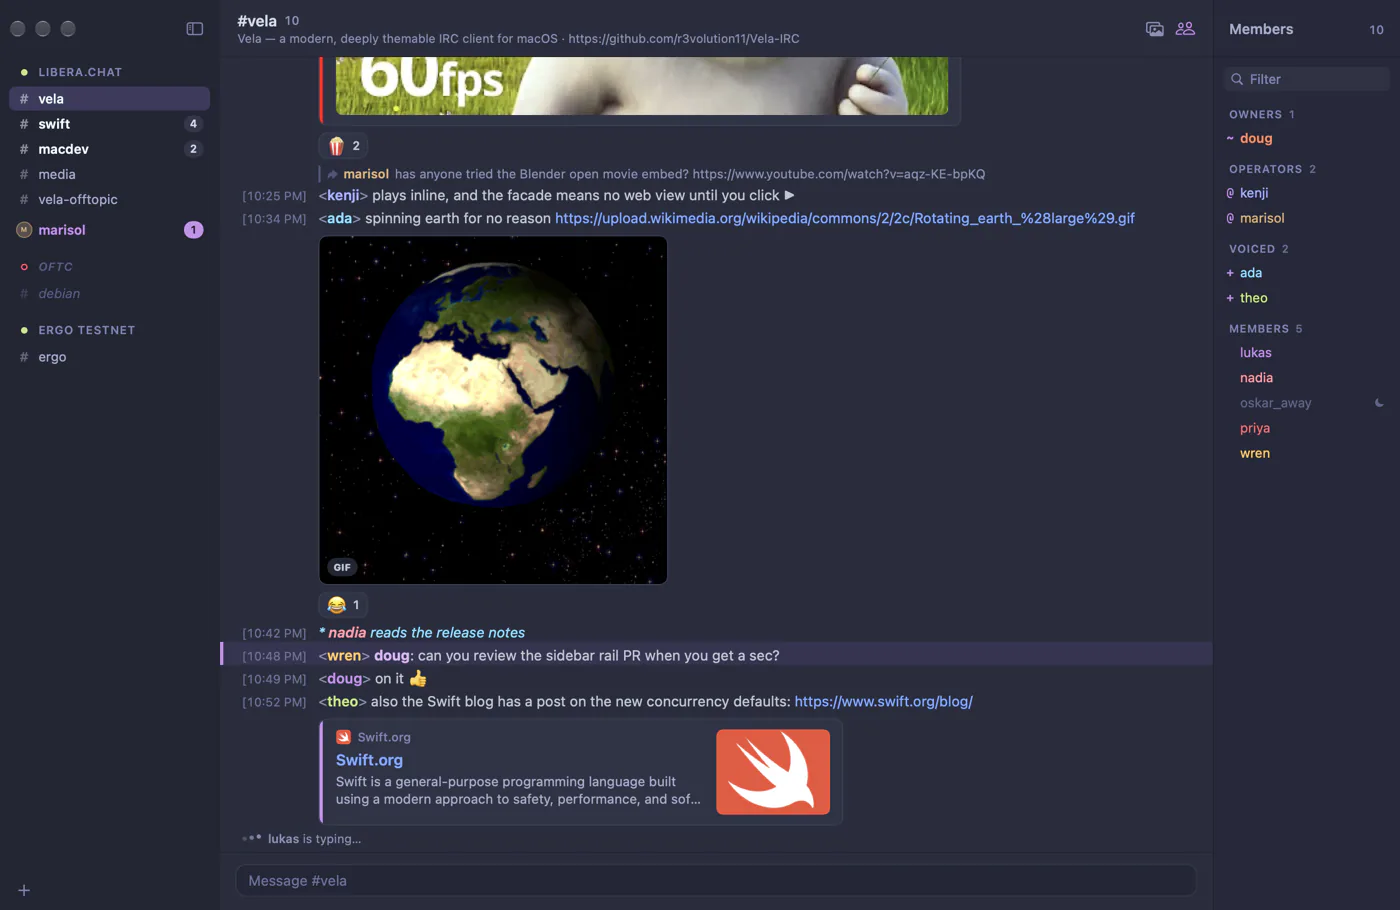 LIBERA.CHAT
# vela
# swift 4
# macdev 2
# media
# vela-offtopic
M marisol 1
OFTC
# debian
ERGO TESTNET
# ergo
+
#vela 10
Vela — a modern, deeply themable IRC client for macOS · https://github.com/r3volution11/Vela-IRC
60fps
🍿 2
marisol has anyone tried the Blender open movie embed? https://www.youtube.com/watch?v=aqz-KE-bpKQ
[10:25 PM] <kenji> plays inline, and the facade means no web view until you click ▶
[10:34 PM] <ada> spinning earth for no reason https://upload.wikimedia.org/wikipedia/commons/2/2c/Rotating_earth_%28large%29.gif
GIF
😂 1
[10:42 PM] * nadia reads the release notes
[10:48 PM] <wren> doug: can you review the sidebar rail PR when you get a sec?
[10:49 PM] <doug> on it 👍
[10:52 PM] <theo> also the Swift blog has a post on the new concurrency defaults: https://www.swift.org/blog/
Swift.org
Swift.org
Swift is a general-purpose programming language built
using a modern approach to safety, performance, and sof...
lukas is typing...
Message #vela
Members 10
Filter
OWNERS 1
~ doug
OPERATORS 2
@ kenji
@ marisol
VOICED 2
+ ada
+ theo
MEMBERS 5
lukas
nadia
oskar_away
priya
wren